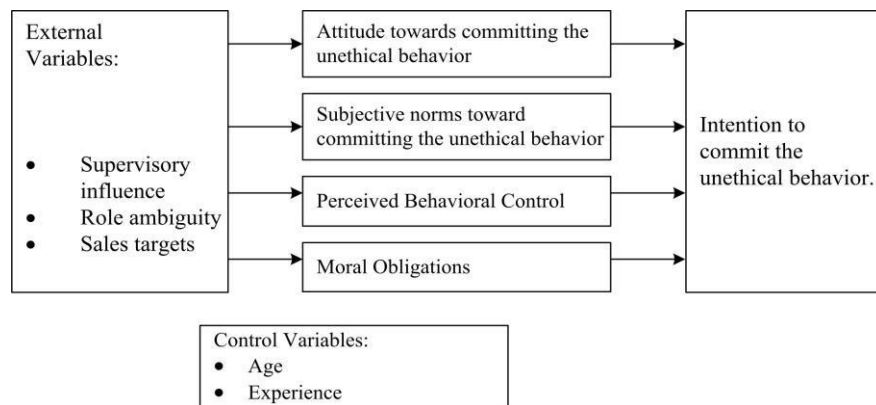 External
Variables:
• Supervisory
influence
• Role ambiguity
• Sales targets
Attitude towards committing the
unethical behavior
Subjective norms toward
committing the unethical behavior
Perceived Behavioral Control
Moral Obligations
Intention to
commit the
unethical behavior.
Control Variables:
• Age
• Experience